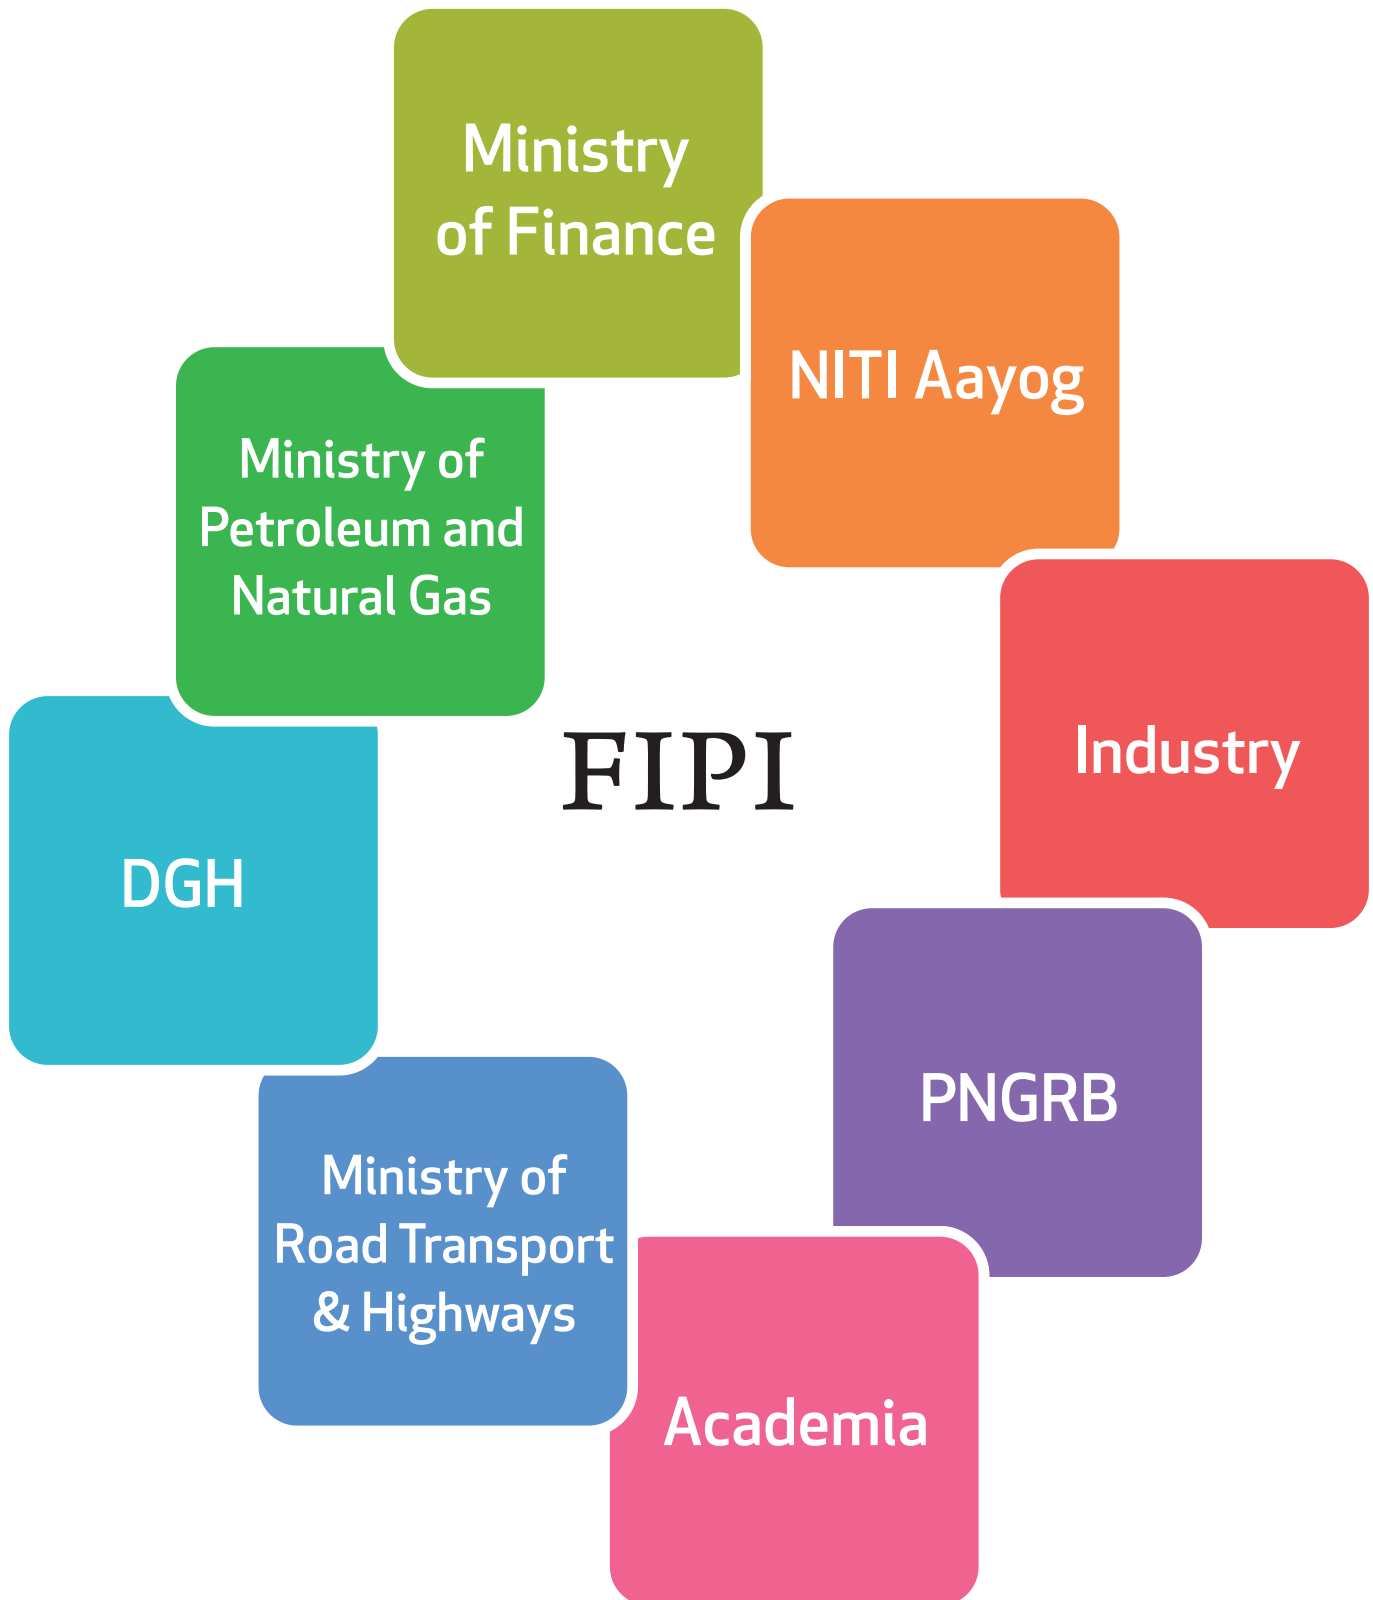 Ministry
of Finance
NITI Aayog
Ministry of
Petroleum and
Natural Gas
FIPI
Industry
DGH
PNGRB
Ministry of
Road Transport
& Highways
Academia